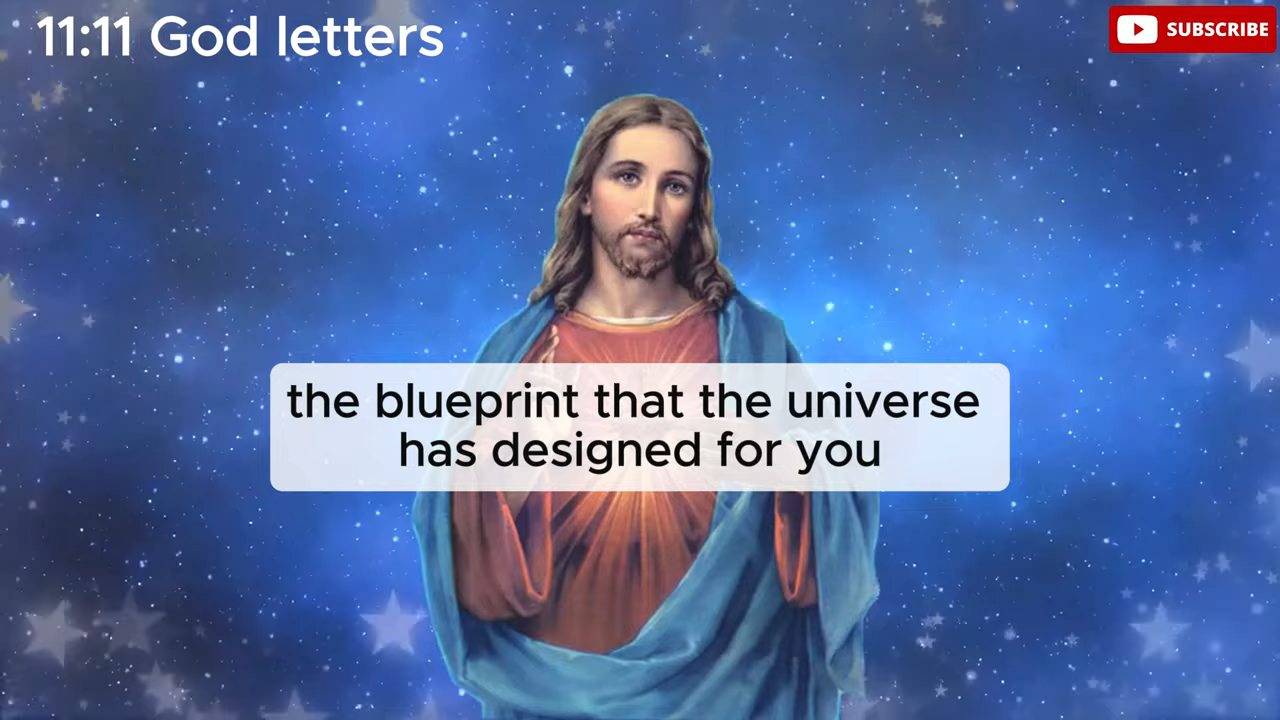 11:11 God letters
SUBSCRIBE
the blueprint that the universe
has designed for you